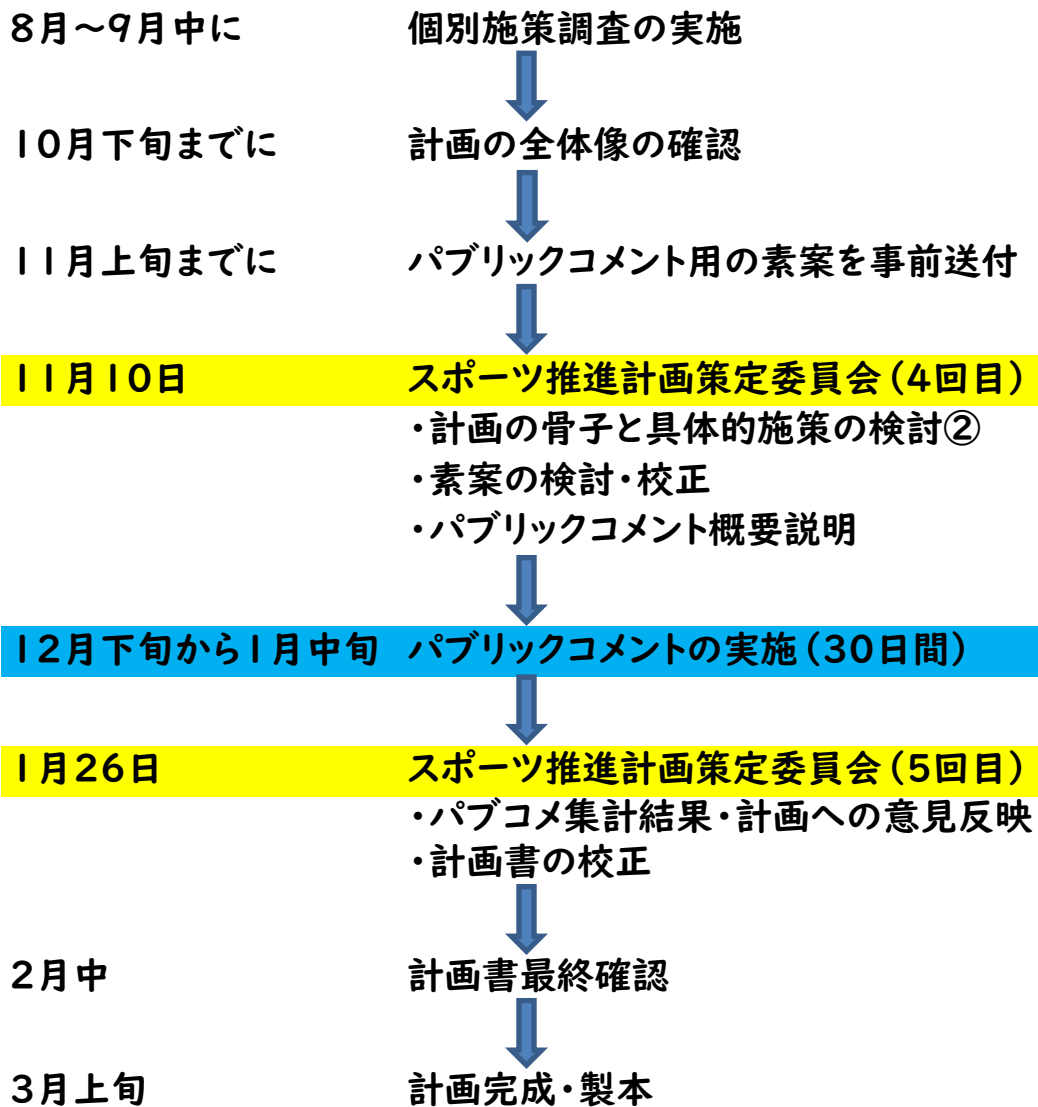 8月～9月中に 個別施策調査の実施
10月下旬までに 計画の全体像の確認
11月上旬までに パブリックコメント用の素案を事前送付
11月10日 スポーツ推進計画策定委員会（4回目）
・計画の骨子と具体的施策の検討②
・素案の検討・校正
・パブリックコメント概要説明
12月下旬から1月中旬 パブリックコメントの実施（30日間）
1月26日 スポーツ推進計画策定委員会（5回目）
・パブコメ集計結果・計画への意見反映
・計画書の校正
2月中 計画書最終確認
3月上旬 計画完成・製本